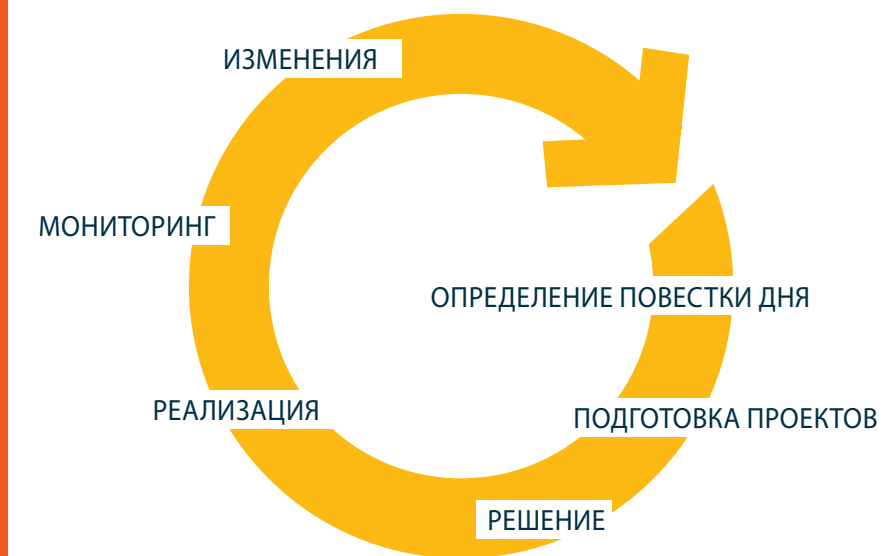 ИЗМЕНЕНИЯ
МОНИТОРИНГ
ОПРЕДЕЛЕНИЕ ПОВЕСТКИ ДНЯ
РЕАЛИЗАЦИЯ
ПОДГОТОВКА ПРОЕКТОВ
РЕШЕНИЕ